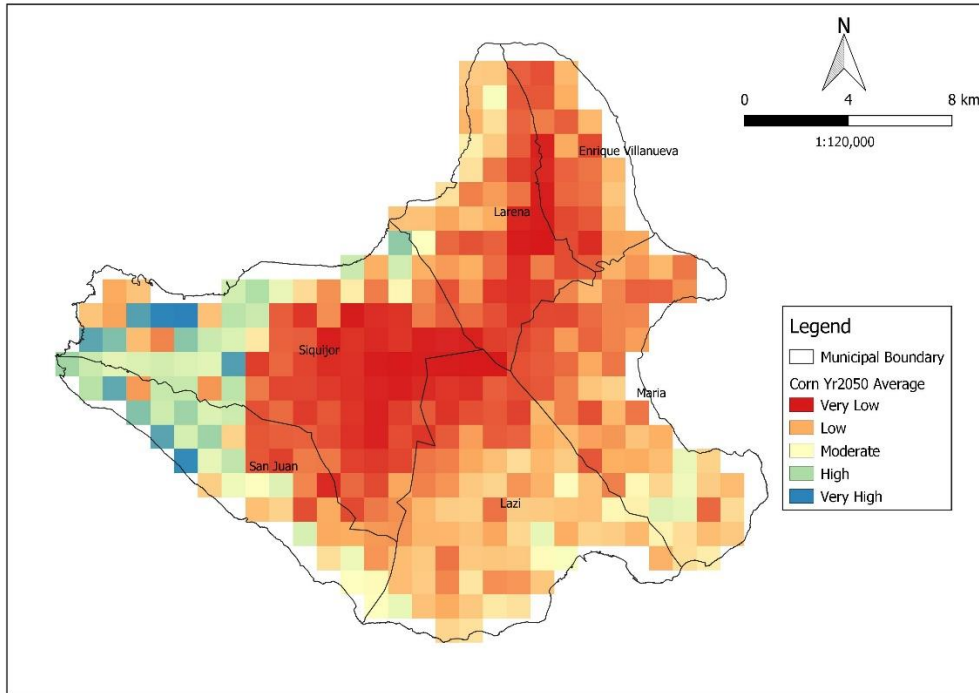 N
0 4 8 km
1:120,000
Enrique Villanueva
Larena
Siquijor
Maria
San Juan
Lazi
Legend
Municipal Boundary
Corn Yr2050 Average
Very Low
Low
Moderate
High
Very High